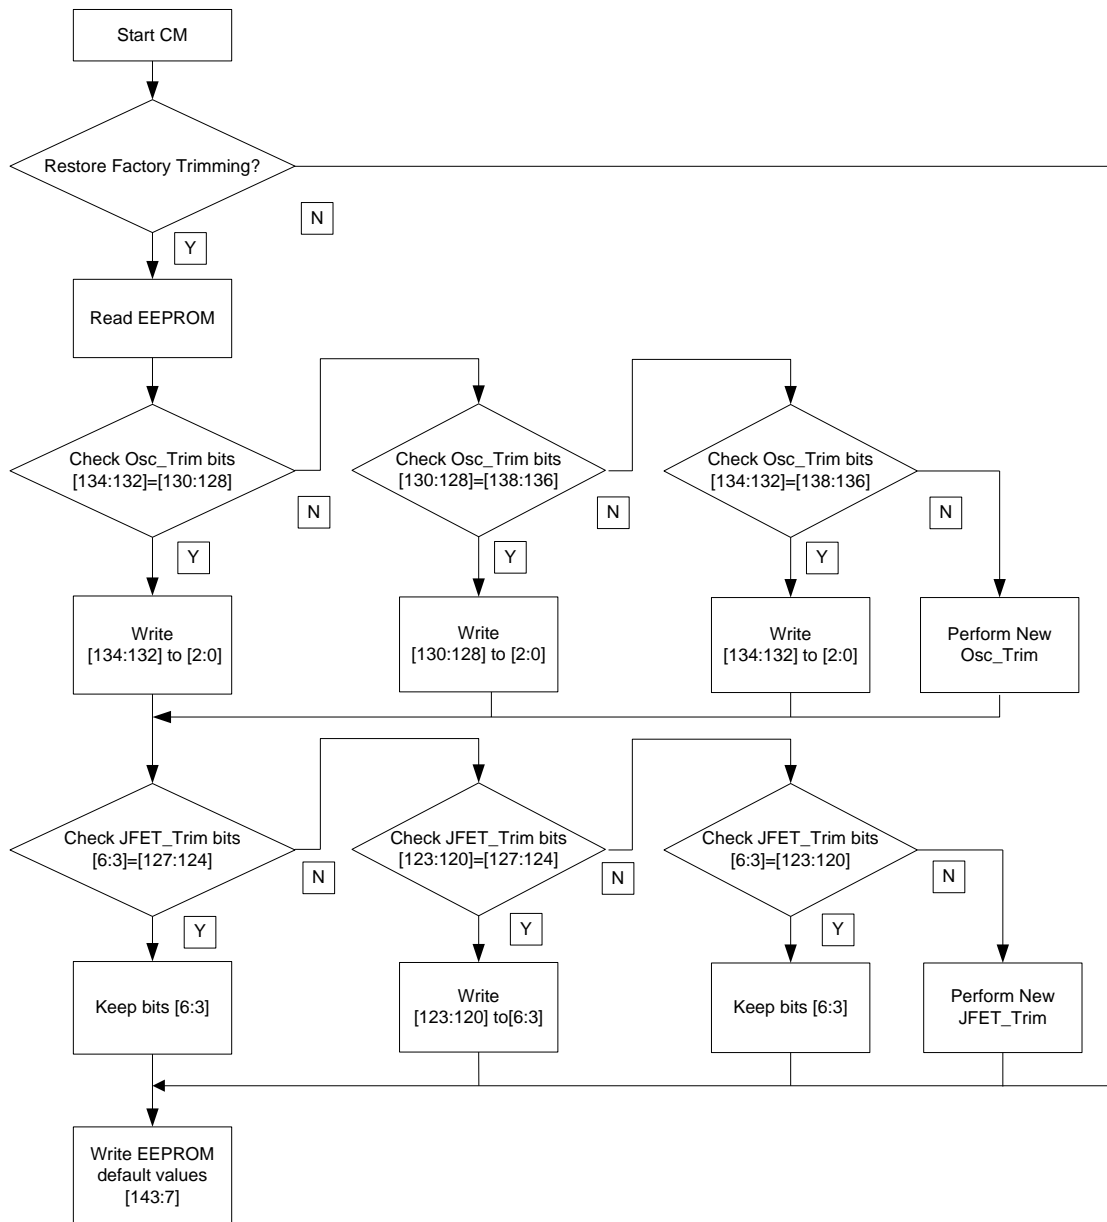 Start CM
Restore Factory Trimming?
N
Y
Read EEPROM
Check Osc_Trim bits
[134:132]=[130:128]
N
Y
Check Osc_Trim bits
[130:128]=[138:136]
N
Y
Check Osc_Trim bits
[134:132]=[138:136]
N
Y
Write
[134:132] to [2:0]
Write
[130:128] to [2:0]
Write
[134:132] to [2:0]
Perform New
Osc_Trim
Check JFET_Trim bits
[6:3]=[127:124]
N
Y
Check JFET_Trim bits
[123:120]=[127:124]
N
Y
Check JFET_Trim bits
[6:3]=[123:120]
N
Y
Keep bits [6:3]
Write
[123:120] to[6:3]
Keep bits [6:3]
Perform New
JFET_Trim
Write EEPROM
default values
[143:7]